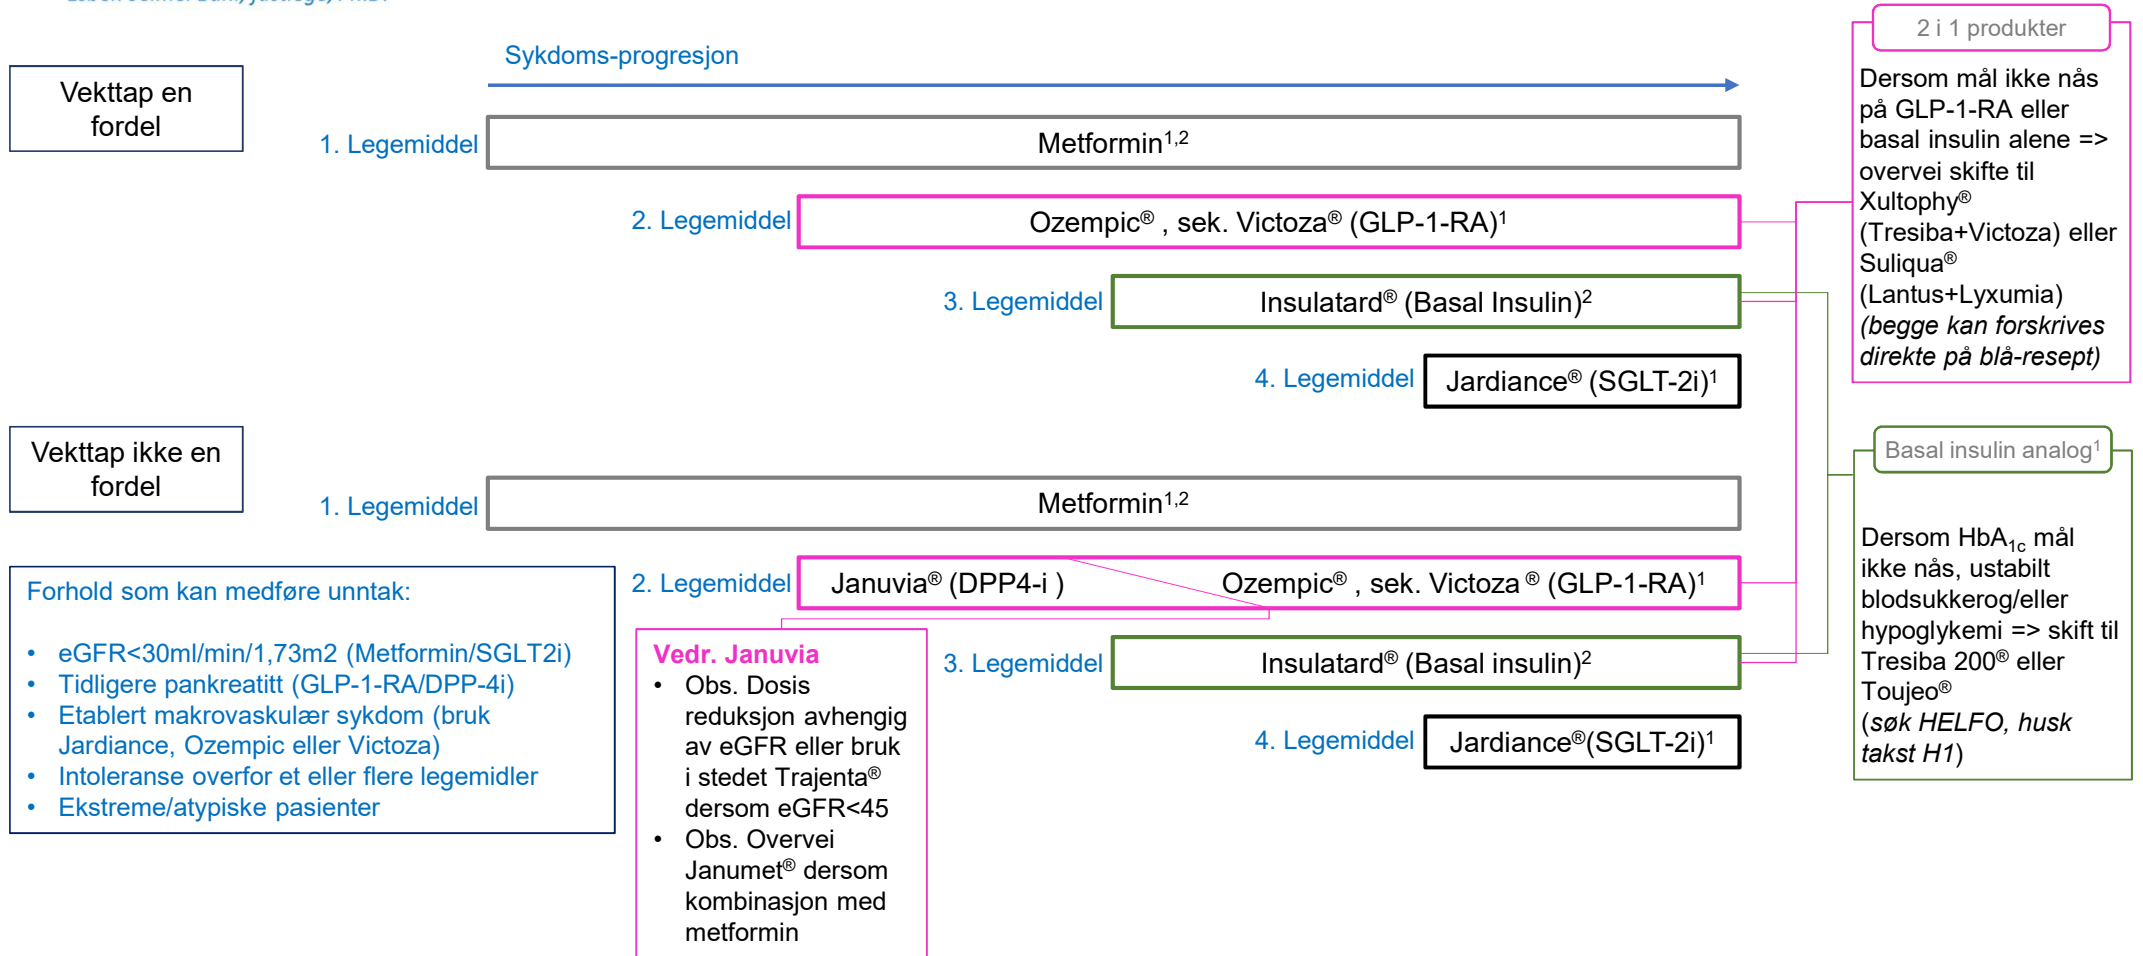 Sykdoms-progresjon
Vekttap en
fordel
1. Legemiddel
Metformin¹,²
2. Legemiddel
Ozempic® , sek. Victoza® (GLP-1-RA)¹
3. Legemiddel
Insulatard® (Basal Insulin)²
4. Legemiddel
Jardiance® (SGLT-2i)¹
2 i 1 produkter
Dersom mål ikke nås
på GLP-1-RA eller
basal insulin alene =>
overvei skifte til
Xultophy®
(Tresiba+Victoza) eller
Suliqua®
(Lantus+Lyxumia)
(begge kan forskrives
direkte på blå-resept)
Vekttap ikke en
fordel
1. Legemiddel
Metformin¹,²
2. Legemiddel
Januvia® (DPP4-i )
Ozempic® , sek. Victoza ® (GLP-1-RA)¹
3. Legemiddel
Insulatard® (Basal insulin)²
4. Legemiddel
Jardiance®(SGLT-2i)¹
Basal insulin analog¹
Dersom HbA₁c mål
ikke nås, ustabilt
blodsukkerog/eller
hypoglykemi => skift til
Tresiba 200® eller
Toujeo®
(søk HELFO, husk
takst H1)
Forhold som kan medføre unntak:
• eGFR<30ml/min/1,73m2 (Metformin/SGLT2i)
• Tidligere pankreatitt (GLP-1-RA/DPP-4i)
• Etablert makrovaskulær sykdom (bruk
Jardiance, Ozempic eller Victoza)
• Intoleranse overfor et eller flere legemidler
• Ekstreme/atypiske pasienter
Vedr. Januvia
• Obs. Dosis
reduksjon avhengig
av eGFR eller bruk
i stedet Trajenta®
dersom eGFR<45
• Obs. Overvei
Janumet® dersom
kombinasjon med
metformin